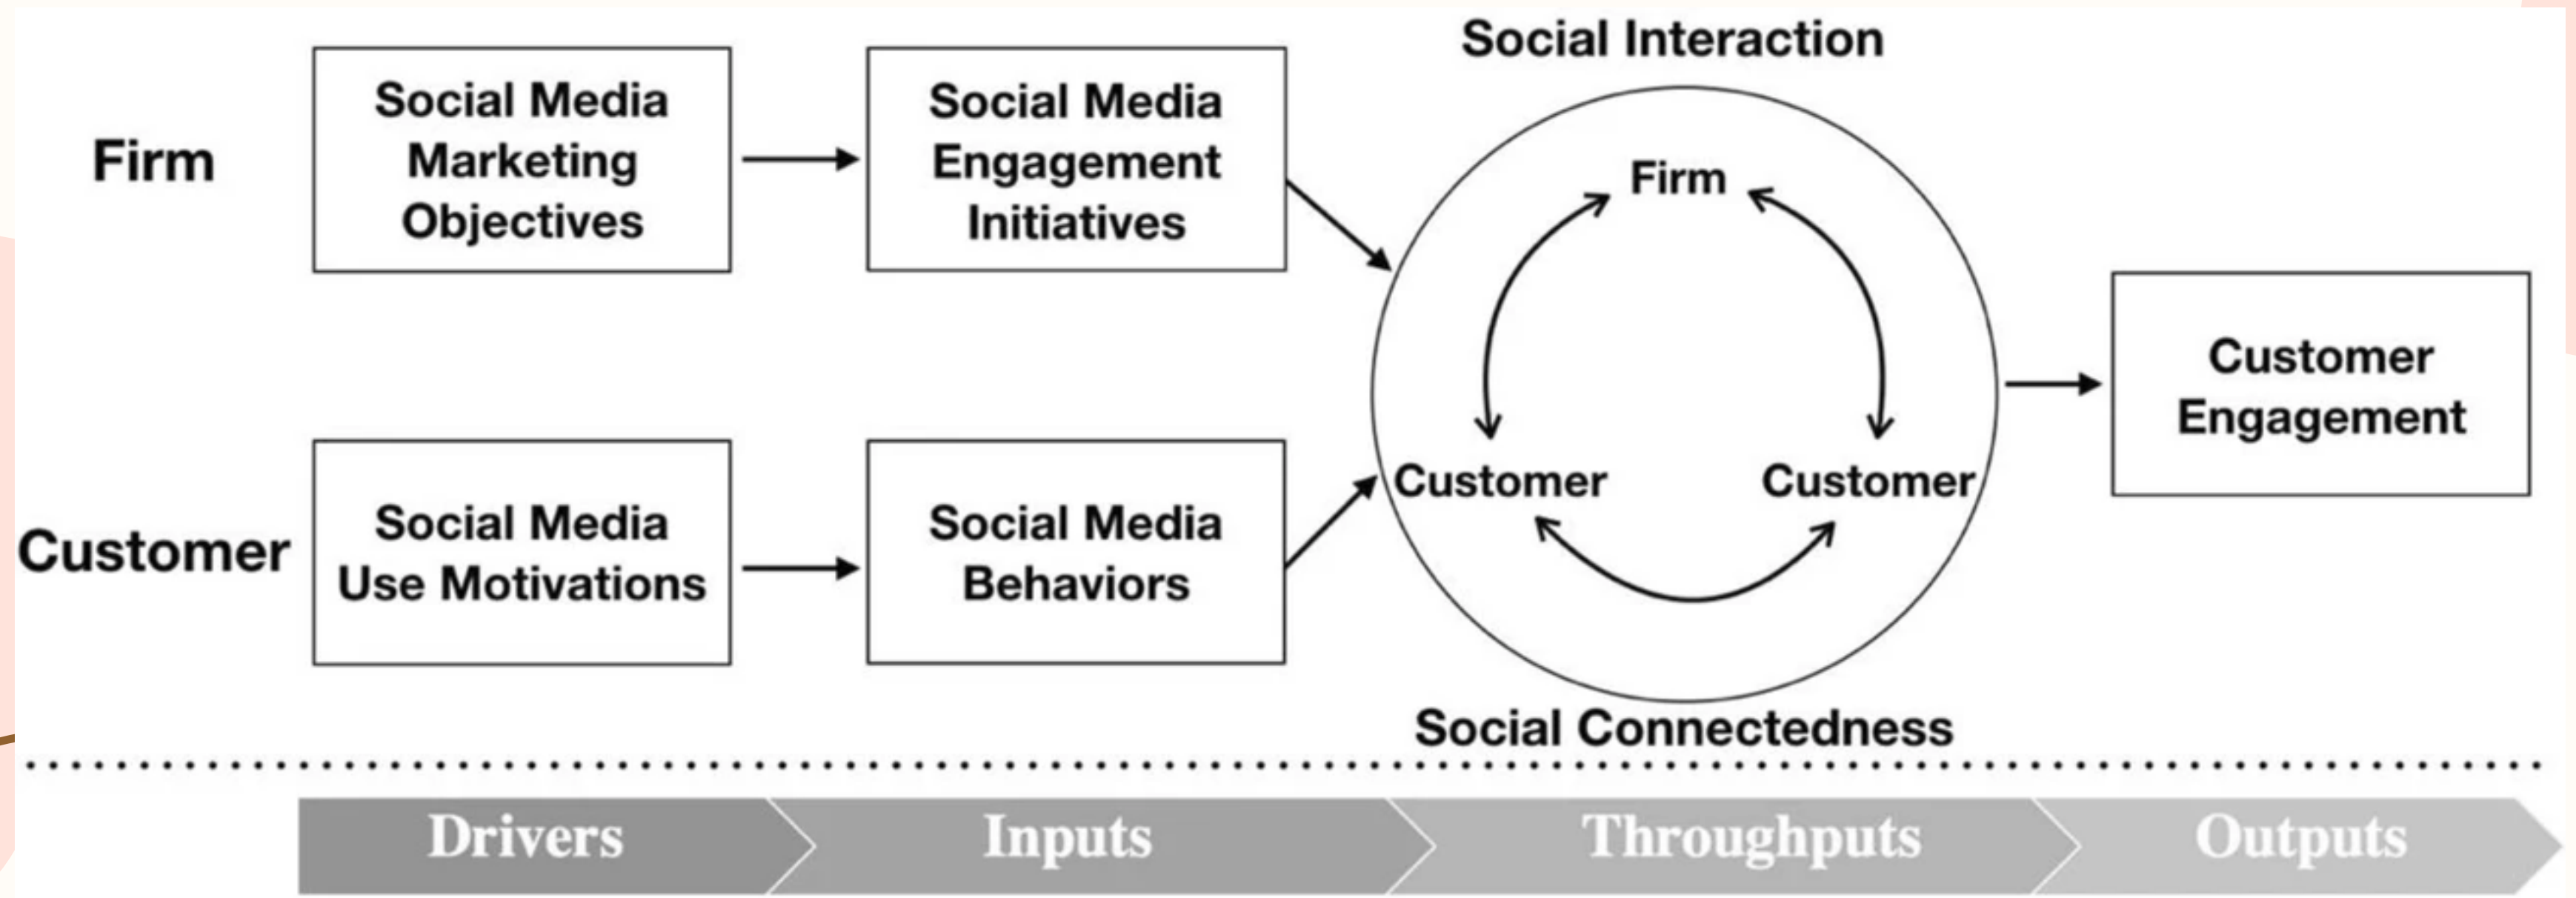 Firm
Social Media
Marketing
Objectives
Social Media
Engagement
Initiatives
Customer
Social Media
Use Motivations
Social Media
Behaviors
Social Interaction
Firm
Customer
Customer
Social Connectedness
Customer
Engagement
Drivers
Inputs
Throughputs
Outputs